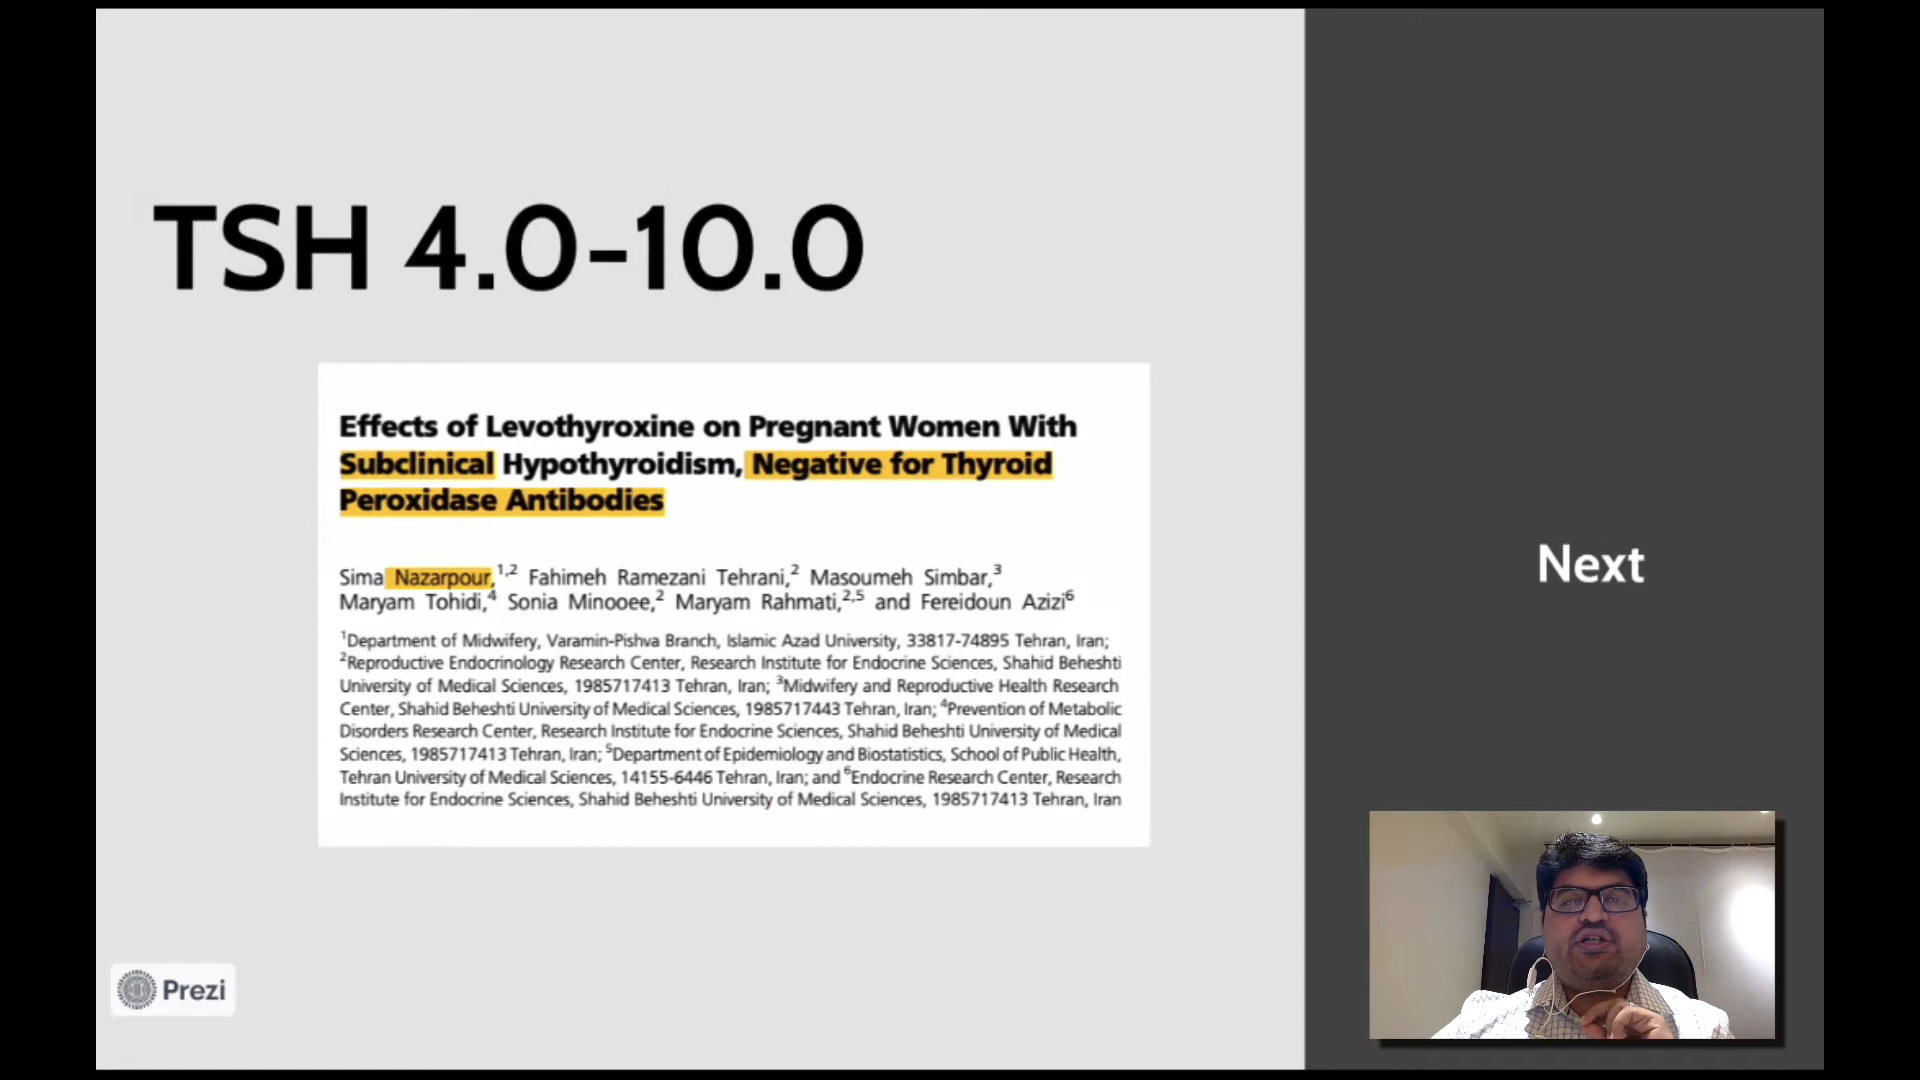 TSH 4.0-10.0
Effects of Levothyroxine on Pregnant Women With
Subclinical Hypothyroidism, Negative for Thyroid
Peroxidase Antibodies
Sima Nazarpour,1,2 Fahimeh Ramezani Tehrani,2 Masoumeh Simbar,3
Maryam Tohidi,4 Sonia Minooee,2 Maryam Rahmati,2,5 and Fereidoun Azizi6
1Department of Midwifery, Varamin-Pishva Branch, Islamic Azad University, 33817-74895 Tehran, Iran;
2Reproductive Endocrinology Research Center, Research Institute for Endocrine Sciences, Shahid Beheshti
University of Medical Sciences, 1985717413 Tehran, Iran; 3Midwifery and Reproductive Health Research
Center, Shahid Beheshti University of Medical Sciences, 1985717443 Tehran, Iran; 4Prevention of Metabolic
Disorders Research Center, Research Institute for Endocrine Sciences, Shahid Beheshti University of Medical
Sciences, 1985717413 Tehran, Iran; 5Department of Epidemiology and Biostatistics, School of Public Health,
Tehran University of Medical Sciences, 14155-6446 Tehran, Iran; and 6Endocrine Research Center, Research
Institute for Endocrine Sciences, Shahid Beheshti University of Medical Sciences, 1985717413 Tehran, Iran
Next
Prezi